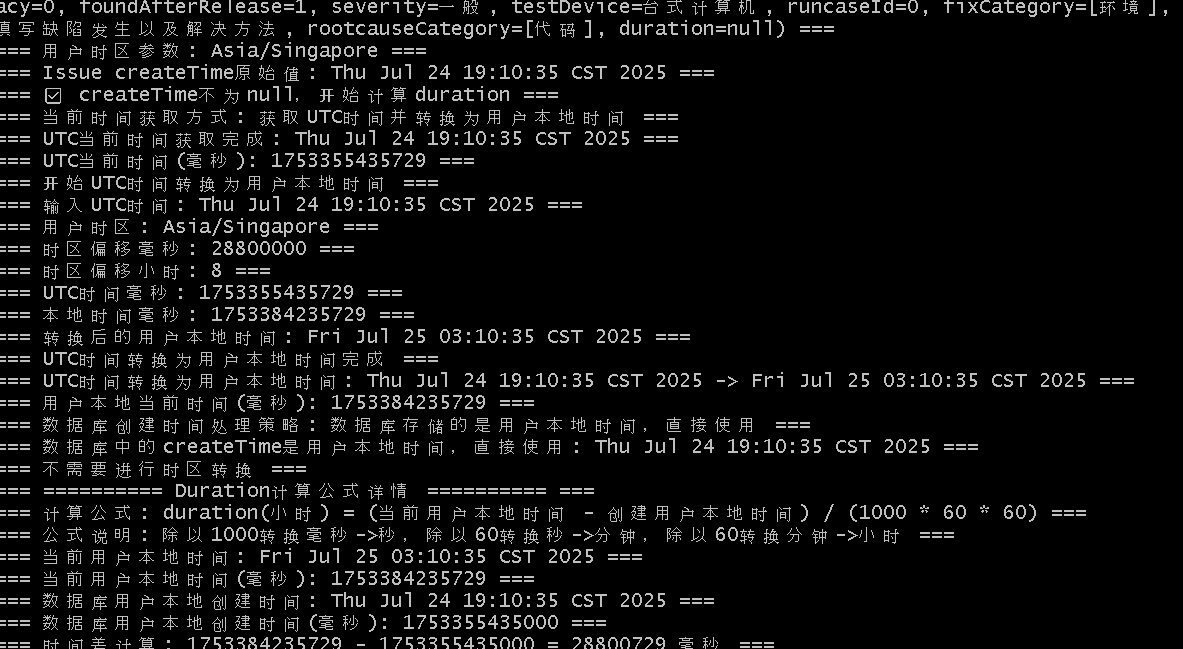 acy=0, foundAfterRelease=1, severity=一般, testDevice=台式计算机, runcaseId=0, fixCategory=[环境],
填写缺陷发生以及解决方法, rootcauseCategory=[代码], duration=null) ===
=== 用户时区参数: Asia/Singapore ===
=== Issue createTime原始值: Thu Jul 24 19:10:35 CST 2025 ===
=== ☑ createTime不为null, 开始计算duration ===
=== 当前时间获取方式: 获取UTC时间并转换为用户本地时间 ===
=== UTC当前时间获取完成: Thu Jul 24 19:10:35 CST 2025 ===
=== UTC当前时间(毫秒): 1753355435729 ===
=== 开始UTC时间转换为用户本地时间 ===
=== 输入UTC时间: Thu Jul 24 19:10:35 CST 2025 ===
=== 用户时区: Asia/Singapore ===
=== 时区偏移毫秒: 28800000 ===
=== 时区偏移小时: 8 ===
=== UTC时间毫秒: 1753355435729 ===
=== 本地时间毫秒: 1753384235729 ===
=== 转换后的用户本地时间: Fri Jul 25 03:10:35 CST 2025 ===
=== UTC时间转换为用户本地时间完成 ===
=== UTC时间转换为用户本地时间: Thu Jul 24 19:10:35 CST 2025 -> Fri Jul 25 03:10:35 CST 2025 ===
=== 用户本地当前时间(毫秒): 1753384235729 ===
=== 数据库创建时间处理策略: 数据库存储的是用户本地时间, 直接使用 ===
=== 数据库中的createTime是用户本地时间, 直接使用: Thu Jul 24 19:10:35 CST 2025 ===
=== 不需要进行时区转换 ===
=== ========== Duration计算公式详情 ========== ===
=== 计算公式: duration(小时) = (当前用户本地时间 - 创建用户本地时间) / (1000 * 60 * 60) ===
=== 公式说明: 除以1000转换毫秒->秒, 除以60转换秒->分钟, 除以60转换分钟->小时 ===
=== 当前用户本地时间: Fri Jul 25 03:10:35 CST 2025 ===
=== 当前用户本地时间(毫秒): 1753384235729 ===
=== 数据库用户本地创建时间: Thu Jul 24 19:10:35 CST 2025 ===
=== 数据库用户本地创建时间(毫秒): 1753355435000 ===
=== 时间差计算: 1753384235729 - 1753355435000 = 28800729 毫秒 ===